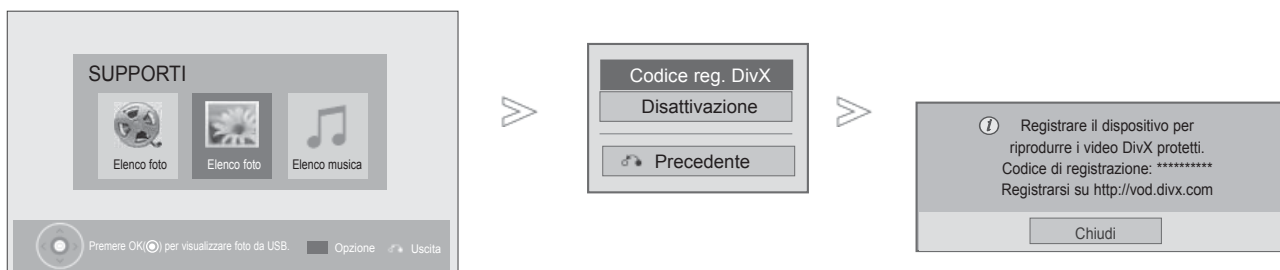 SUPPORTI
Elenco foto
Elenco foto
Elenco musica
Premere OK(◉) per visualizzare foto da USB.
Opzione
Uscita
Codice reg. DivX
Disattivazione
Precedente
Registrare il dispositivo per
riprodurre i video DivX protetti.
Codice di registrazione: **********
Registrarsi su http://vod.divx.com
Chiudi